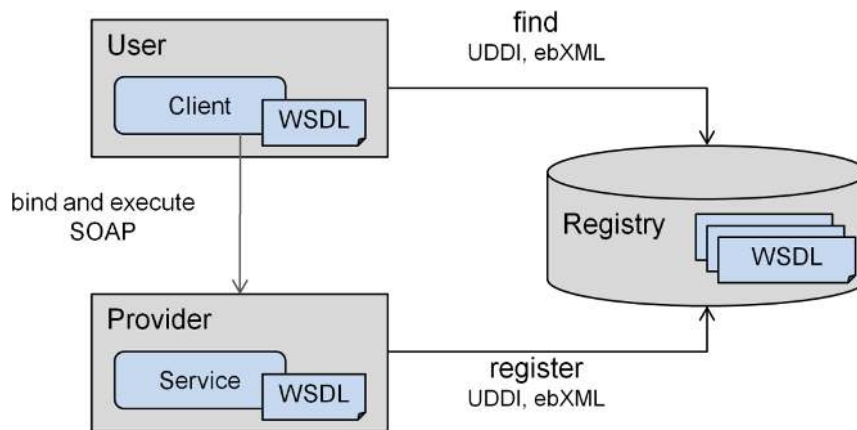 User
Client
WSDL
find
UDDI, ebXML
bind and execute
SOAP
Registry
WSDL
Provider
Service
WSDL
register
UDDI, ebXML